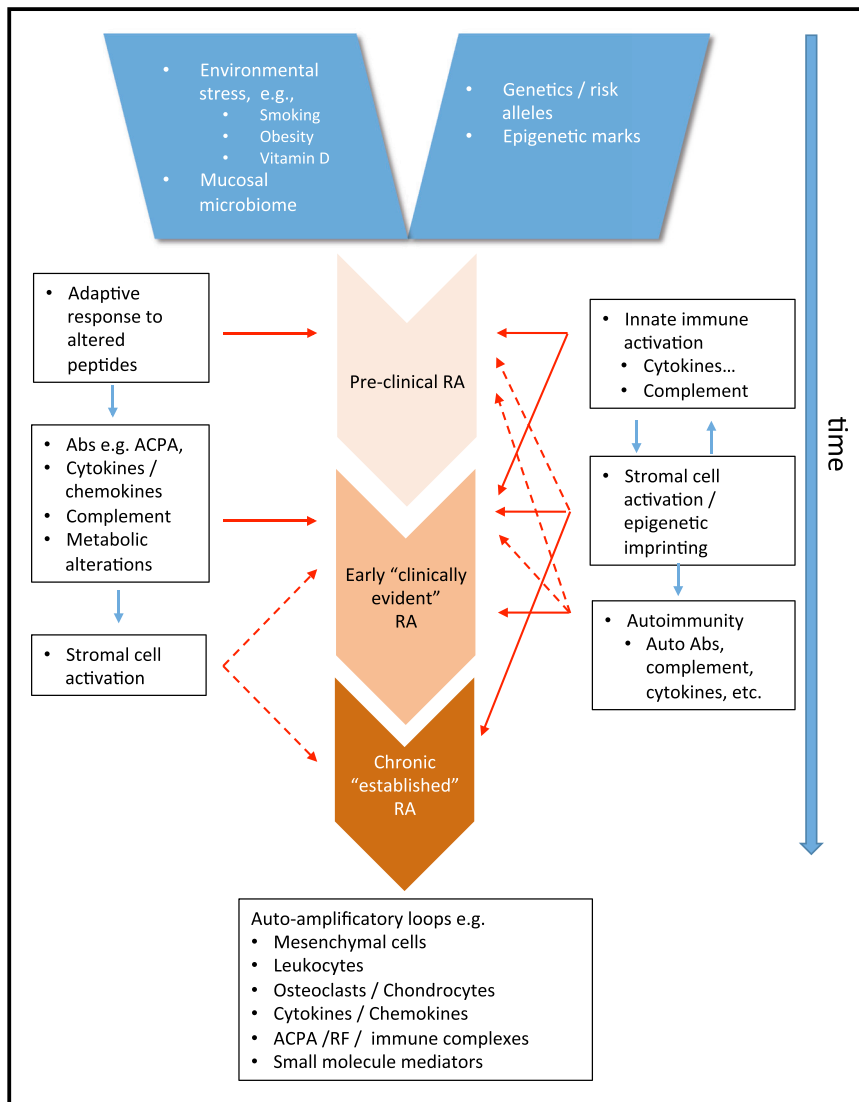 • Environmental
stress, e.g.,
• Smoking
• Obesity
• Vitamin D
• Mucosal
microbiome
• Genetics / risk
alleles
• Epigenetic marks
• Adaptive
response to
altered
peptides
• Abs e.g. ACPA,
• Cytokines /
chemokines
• Complement
• Metabolic
alterations
• Stromal cell
activation
Pre-clinical RA
Early “clinically
evident”
RA
Chronic
“established”
RA
• Innate immune
activation
• Cytokines...
• Complement
• Stromal cell
activation /
epigenetic
imprinting
• Autoimmunity
• Auto Abs,
complement,
cytokines, etc.
time
Auto-amplificatory loops e.g.
• Mesenchymal cells
• Leukocytes
• Osteoclasts / Chondrocytes
• Cytokines / Chemokines
• ACPA /RF / immune complexes
• Small molecule mediators